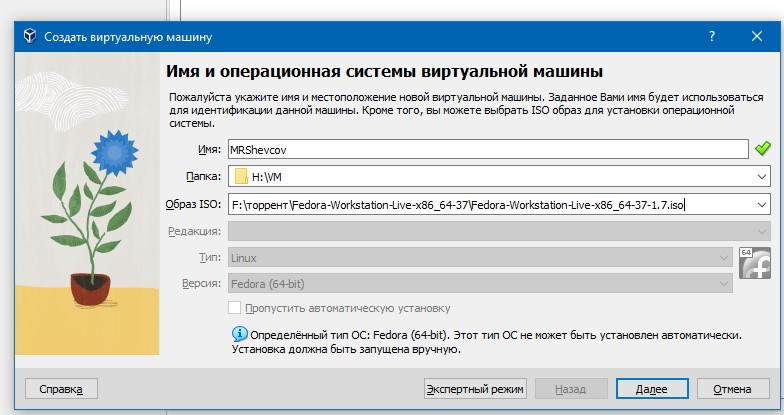 Создать виртуальную машину
Имя и операционная системы виртуальной машины
Пожалуйста укажите имя и местоположение новой виртуальной машины. Заданное Вами имя будет использоваться
для идентификации данной машины. Кроме того, вы можете выбрать ISO образ для установки операционной
системы.
Имя: MRShevcov
Папка: H:\VM
Образ ISO: F:\торрент\Fedora-Workstation-Live-x86_64-37\Fedora-Workstation-Live-x86_64-37-1.7.iso
Редакция:
Тип: Linux 64
Версия: Fedora (64-bit)
Пропустить автоматическую установку
Определённый тип ОС: Fedora (64-bit). Этот тип ОС не может быть установлен автоматически.
Установка должна быть запущена вручную.
Справка Экспертный режим Назад Далее Отмена